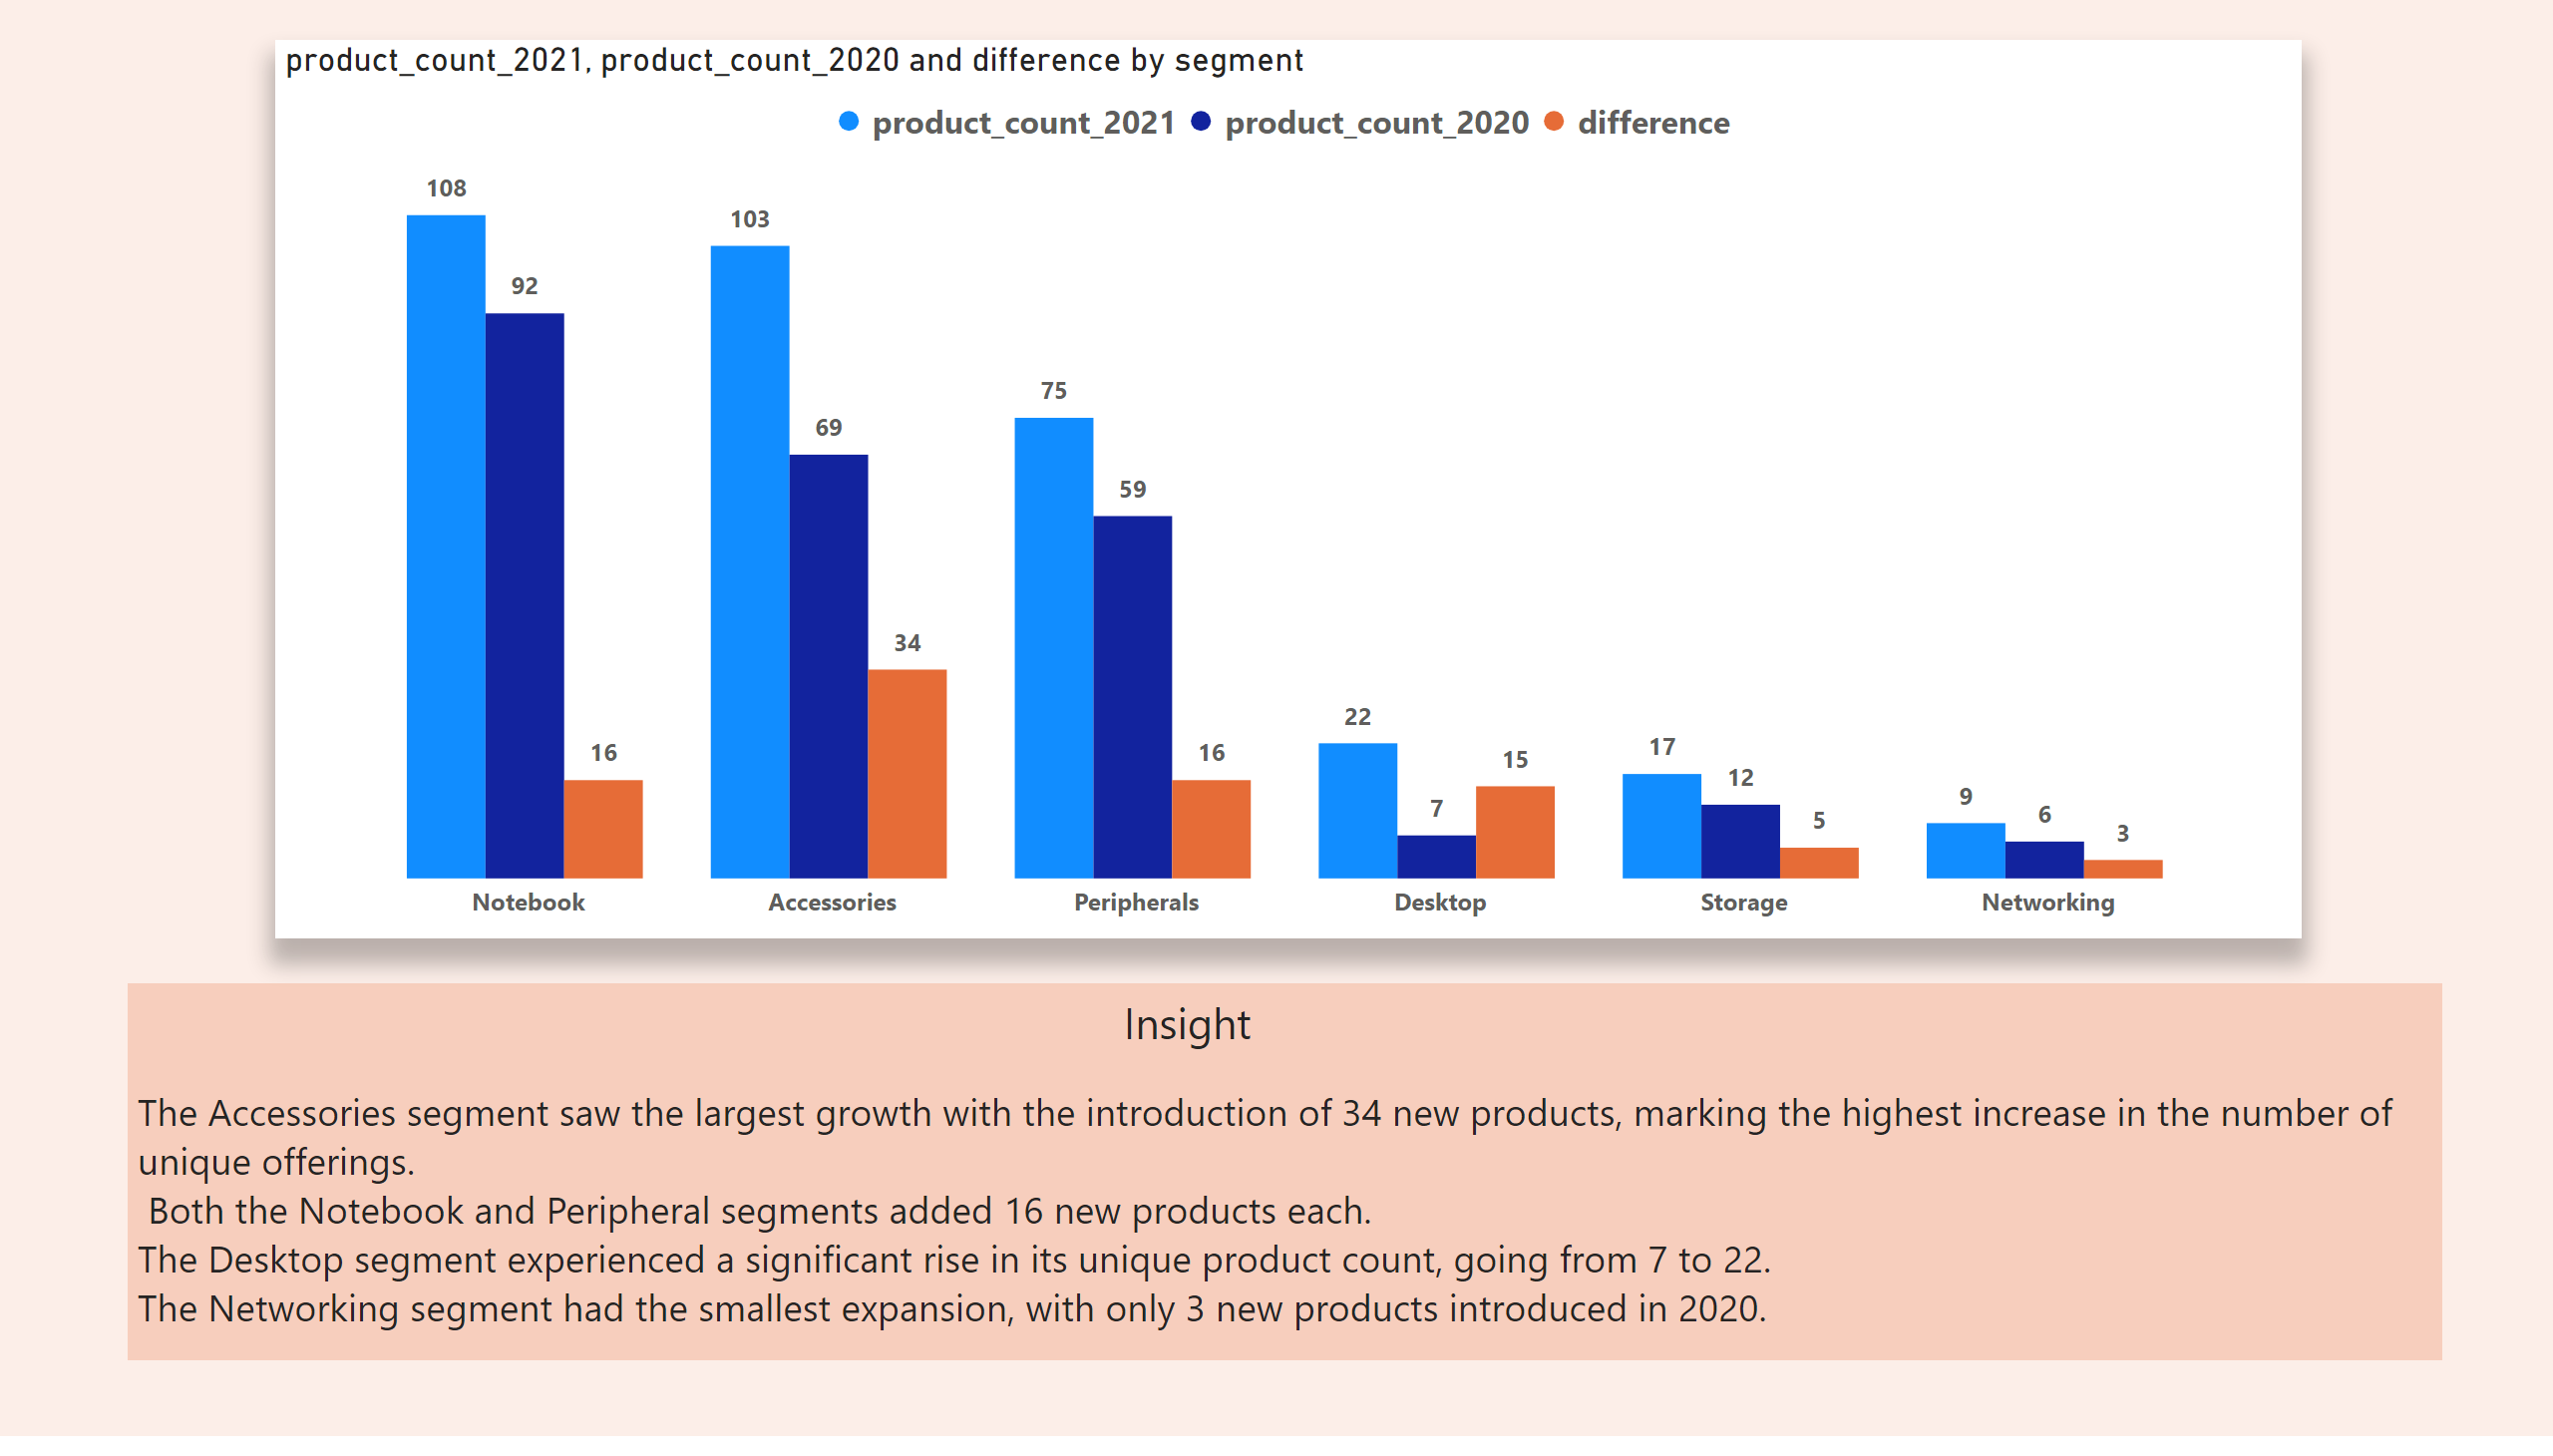 product_count_2021, product_count_2020 and difference by segment
product_count_2021 product_count_2020 difference
108
92
16
103
69
34
75
59
16
22
7
15
17
12
5
9
6
3
Notebook Accessories Peripherals Desktop Storage Networking
Insight
The Accessories segment saw the largest growth with the introduction of 34 new products, marking the highest increase in the number of
unique offerings.
Both the Notebook and Peripheral segments added 16 new products each.
The Desktop segment experienced a significant rise in its unique product count, going from 7 to 22.
The Networking segment had the smallest expansion, with only 3 new products introduced in 2020.